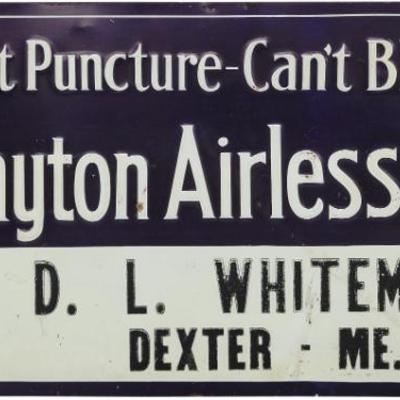 t Puncture-Can't B
yton Airless
D. L. WHITEM
DEXTER - ME.